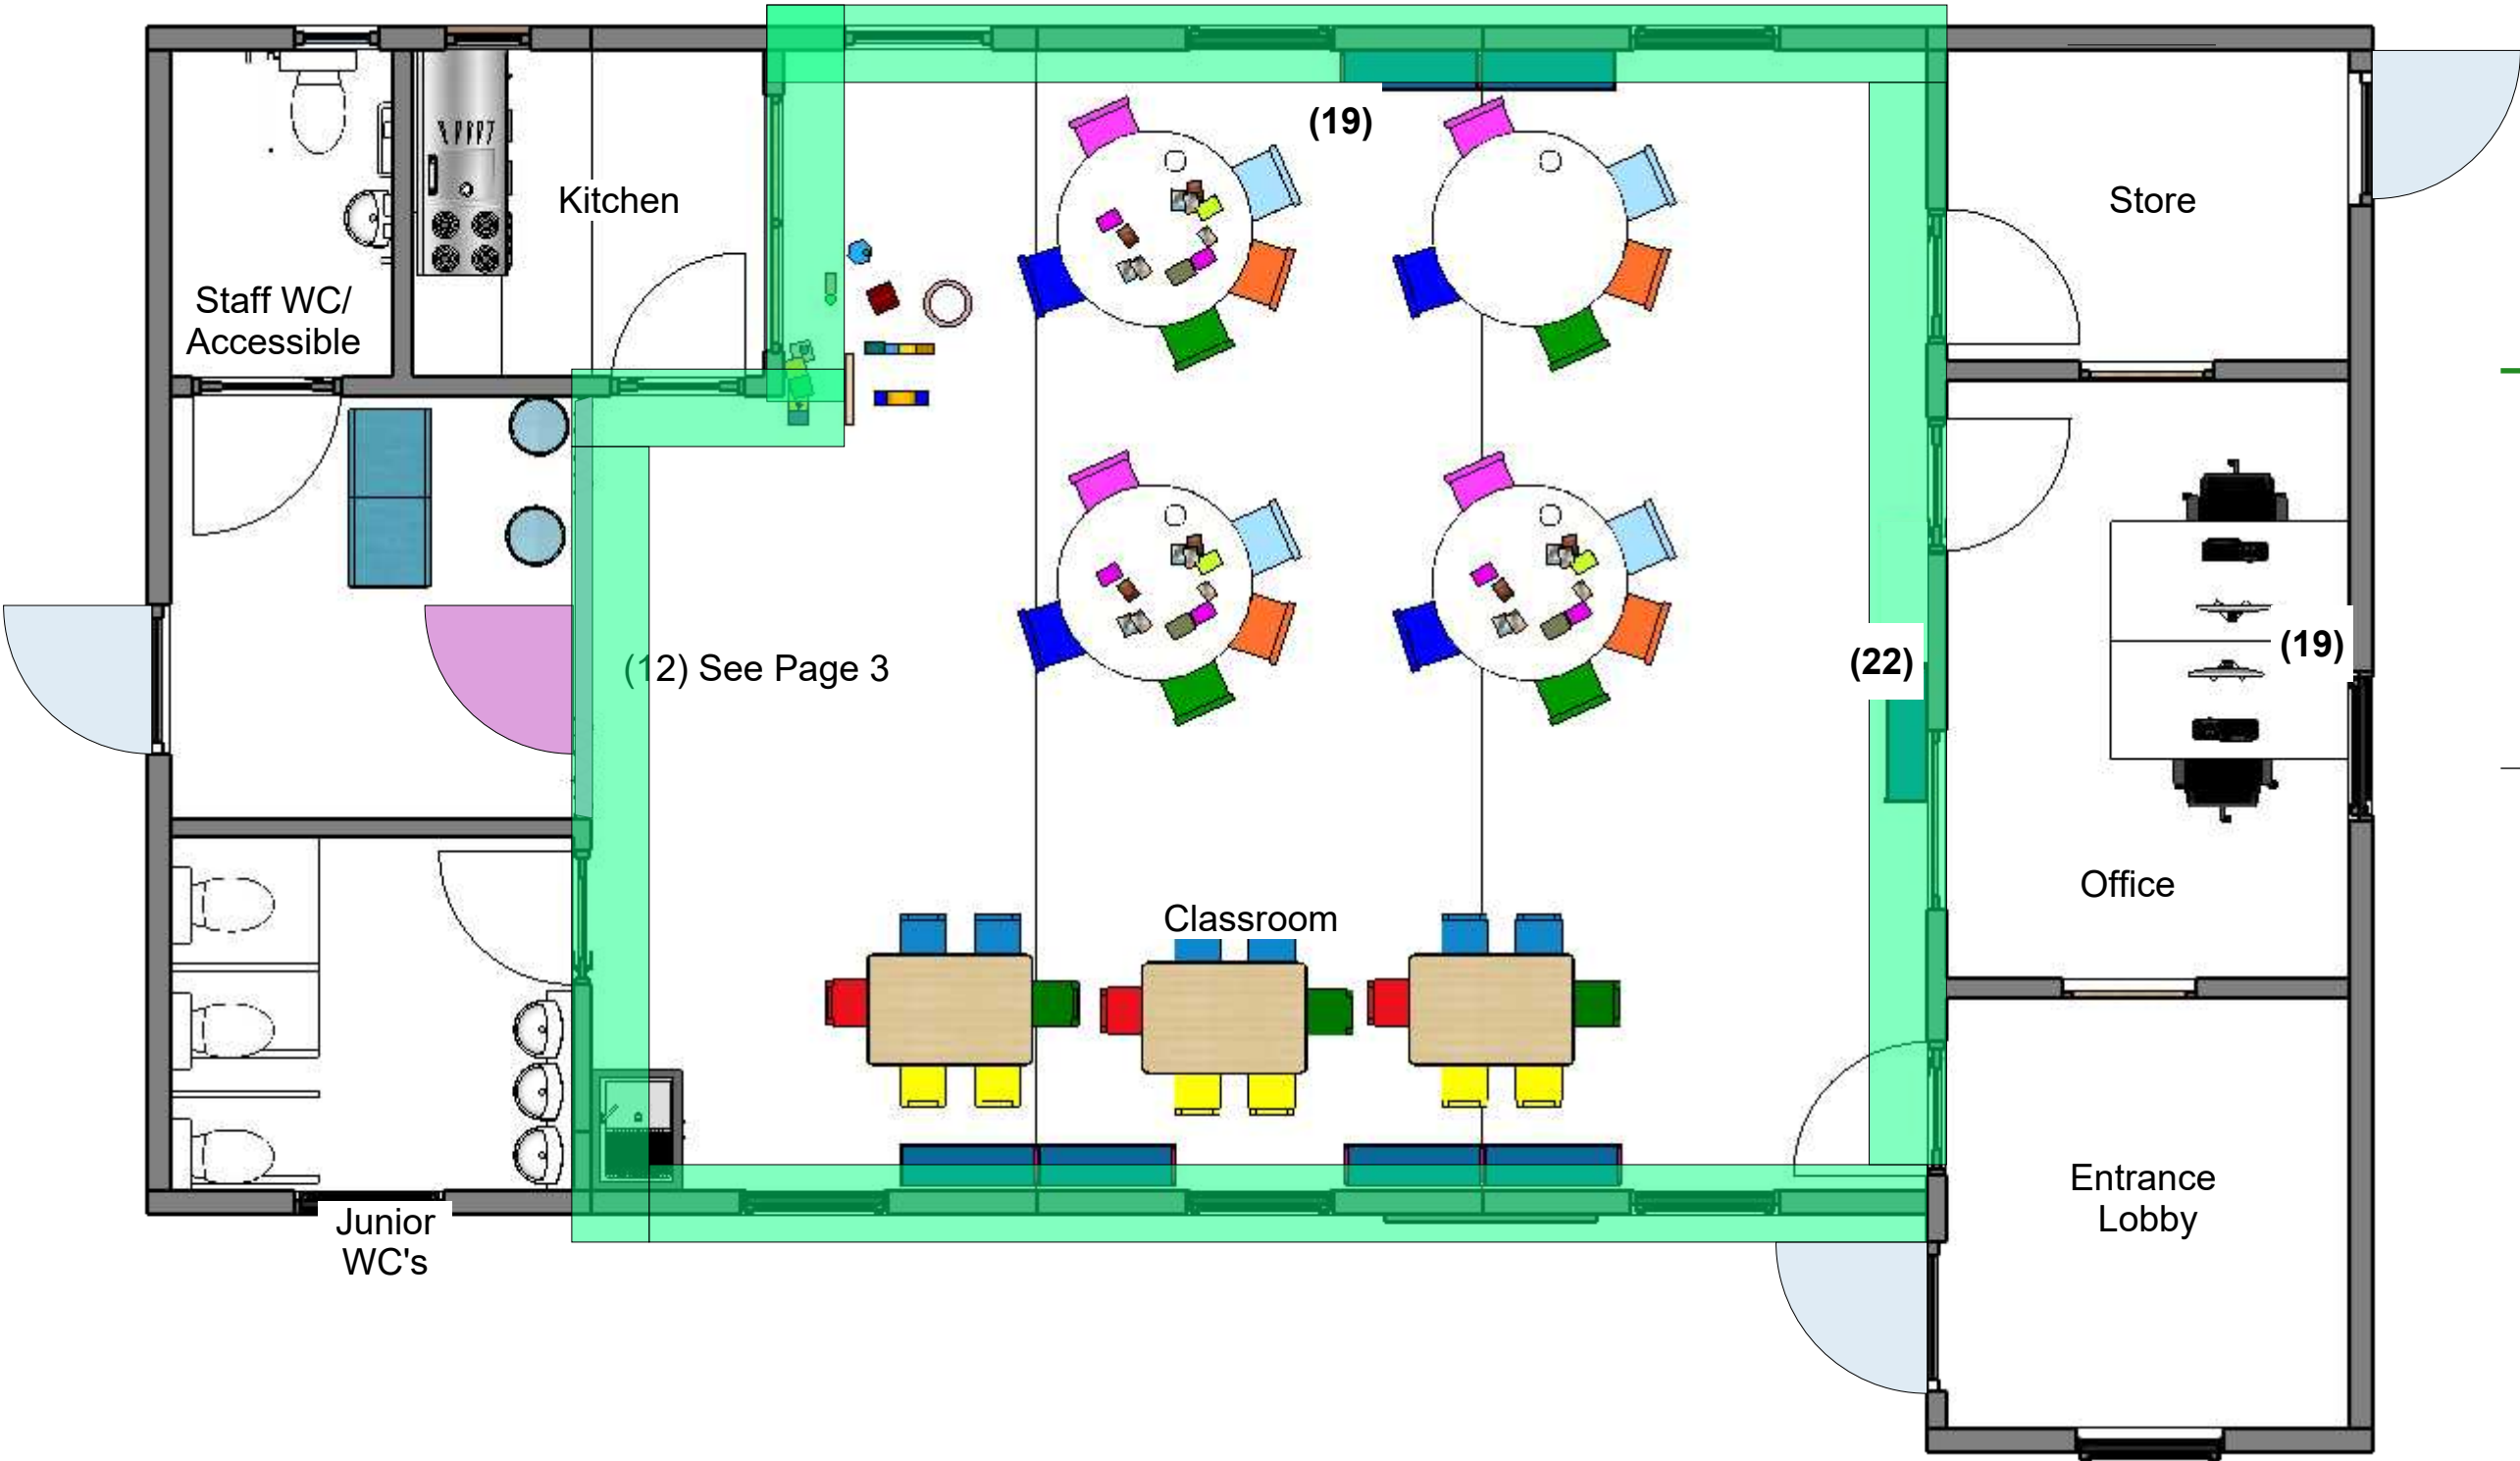 (19)
Kitchen
Store
Staff WC/
Accessible
(12) See Page 3
(22)
(19)
Office
Classroom
Entrance
Lobby
Junior
WC's